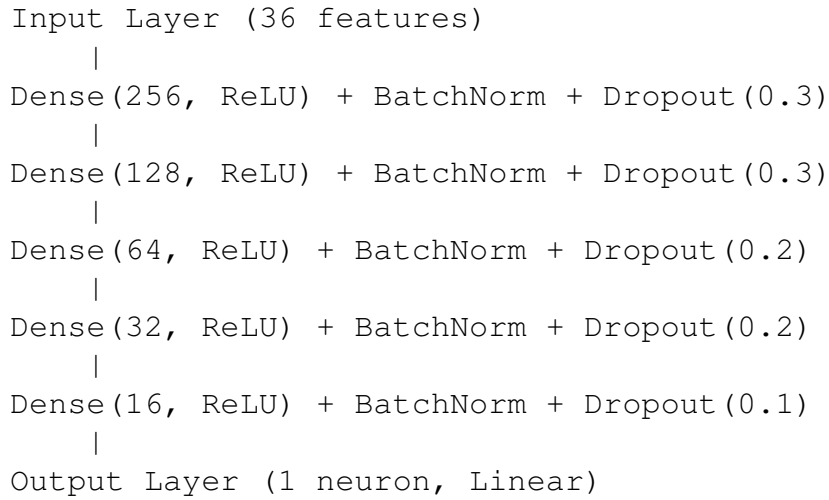 Input Layer (36 features)
|
Dense(256, ReLU) + BatchNorm + Dropout(0.3)
|
Dense(128, ReLU) + BatchNorm + Dropout(0.3)
|
Dense(64, ReLU) + BatchNorm + Dropout(0.2)
|
Dense(32, ReLU) + BatchNorm + Dropout(0.2)
|
Dense(16, ReLU) + BatchNorm + Dropout(0.1)
|
Output Layer (1 neuron, Linear)